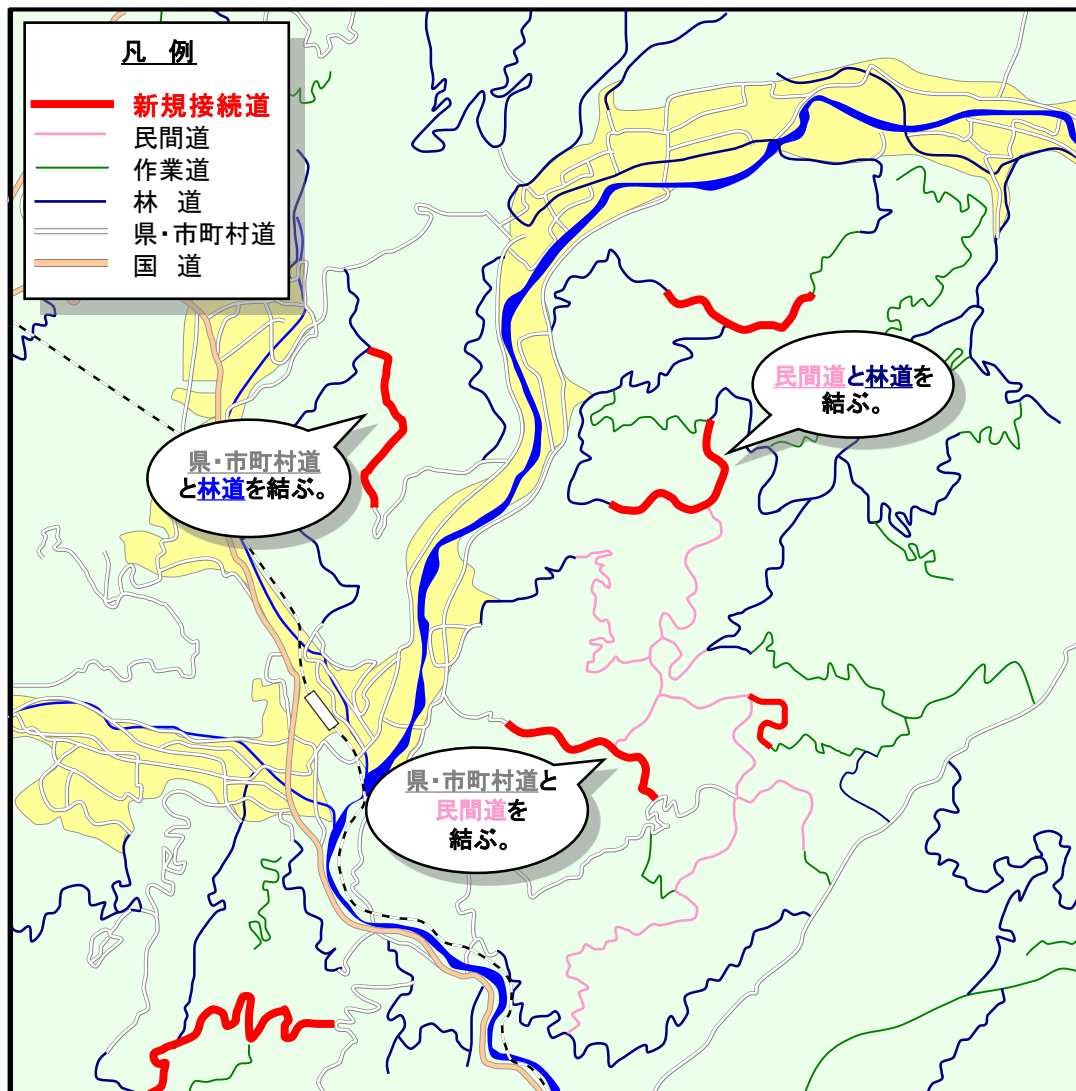 凡 例
新規接続道
民間道
作業道
林 道
県・市町村道
国 道
民間道と林道を
結ぶ。
県・市町村道
と林道を結ぶ。
県・市町村道と
民間道を
結ぶ。